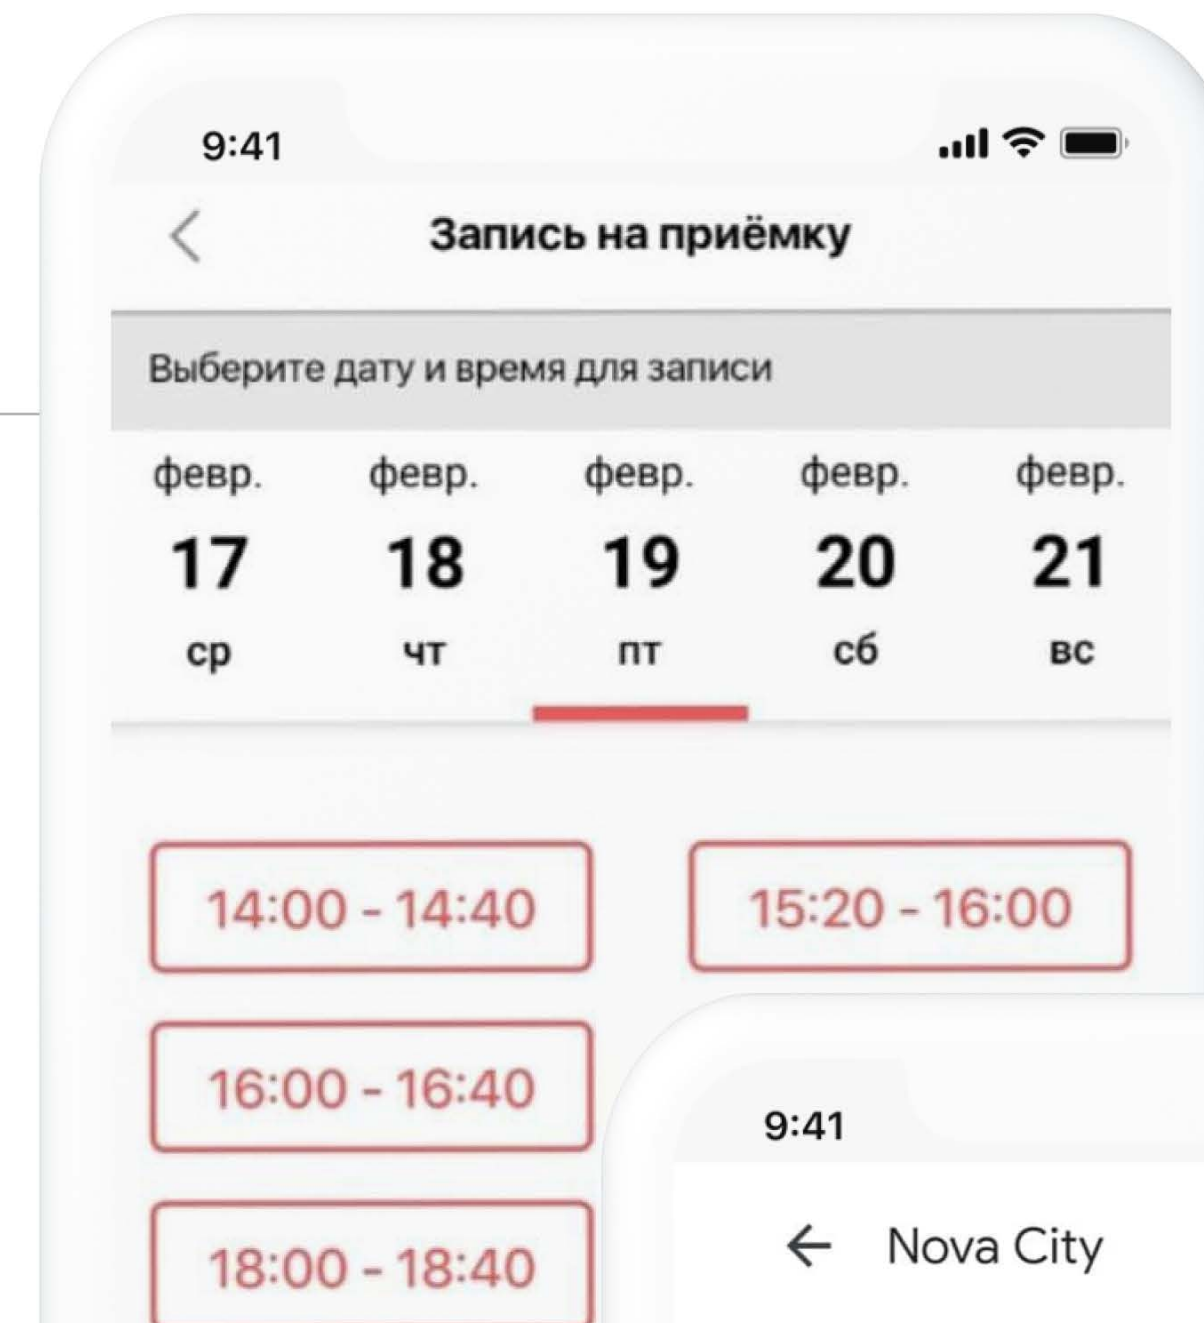 9:41
Запись на приёмку
Выберите дату и время для записи
февр. февр. февр. февр. февр.
17 18 19 20 21
ср чт пт сб вс
14:00 - 14:40 15:20 - 16:00
16:00 - 16:40
18:00 - 18:40
9:41
Nova City